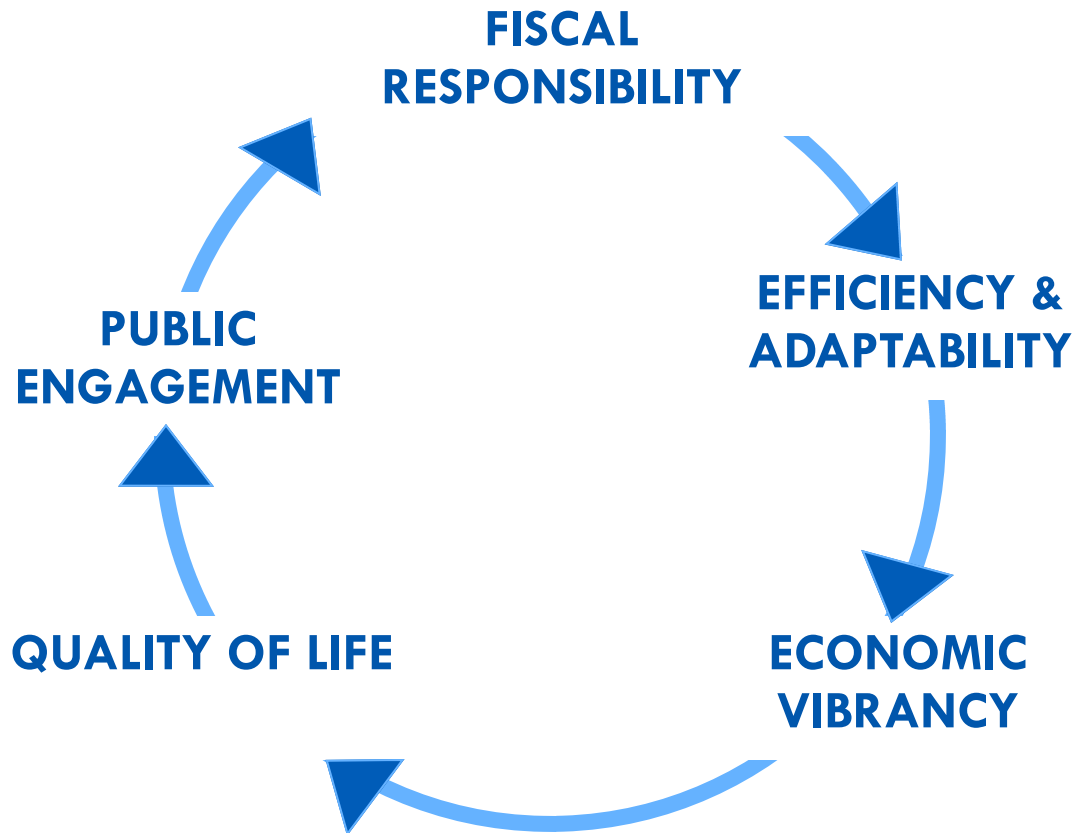 FISCAL
RESPONSIBILITY
EFFICIENCY &
ADAPTABILITY
ECONOMIC
VIBRANCY
QUALITY OF LIFE
PUBLIC
ENGAGEMENT